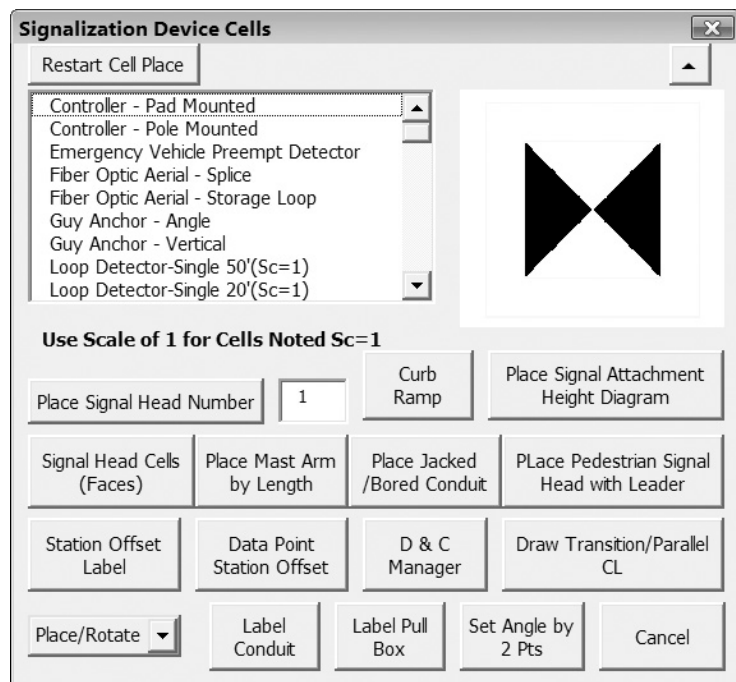 Signalization Device Cells
Restart Cell Place
Controller - Pad Mounted
Controller - Pole Mounted
Emergency Vehicle Preempt Detector
Fiber Optic Aerial - Splice
Fiber Optic Aerial - Storage Loop
Guy Anchor - Angle
Guy Anchor - Vertical
Loop Detector-Single 50'(Sc=1)
Loop Detector-Single 20'(Sc=1)
Use Scale of 1 for Cells Noted Sc=1
Place Signal Head Number
1
Curb
Ramp
Place Signal Attachment
Height Diagram
Signal Head Cells
(Faces)
Place Mast Arm
by Length
Place Jacked
/Bored Conduit
PLace Pedestrian Signal
Head with Leader
Station Offset
Label
Data Point
Station Offset
D & C
Manager
Draw Transition/Parallel
CL
Place/Rotate
Label
Conduit
Label Pull
Box
Set Angle by
2 Pts
Cancel